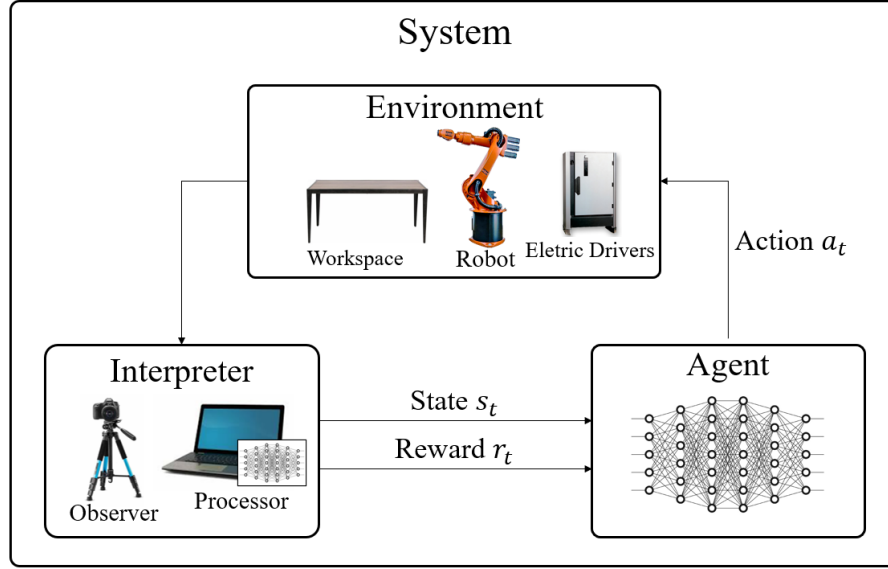 System
Environment
Workspace
Robot
Eletric Drivers
Action a_t
Interpreter
Observer
Processor
State s_t
Reward r_t
Agent